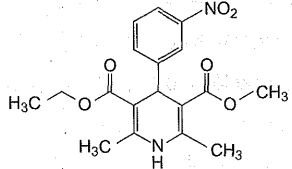 NO₂
O O
H₃C O O CH₃
H₃C N CH₃
H